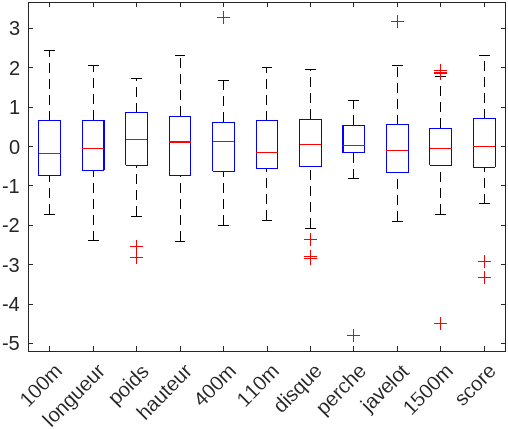 3
2
1
0
-1
-2
-3
-4
-5
100m
longueur
poids
hauteur
400m
110m
disque
perche
javelot
1500m
score